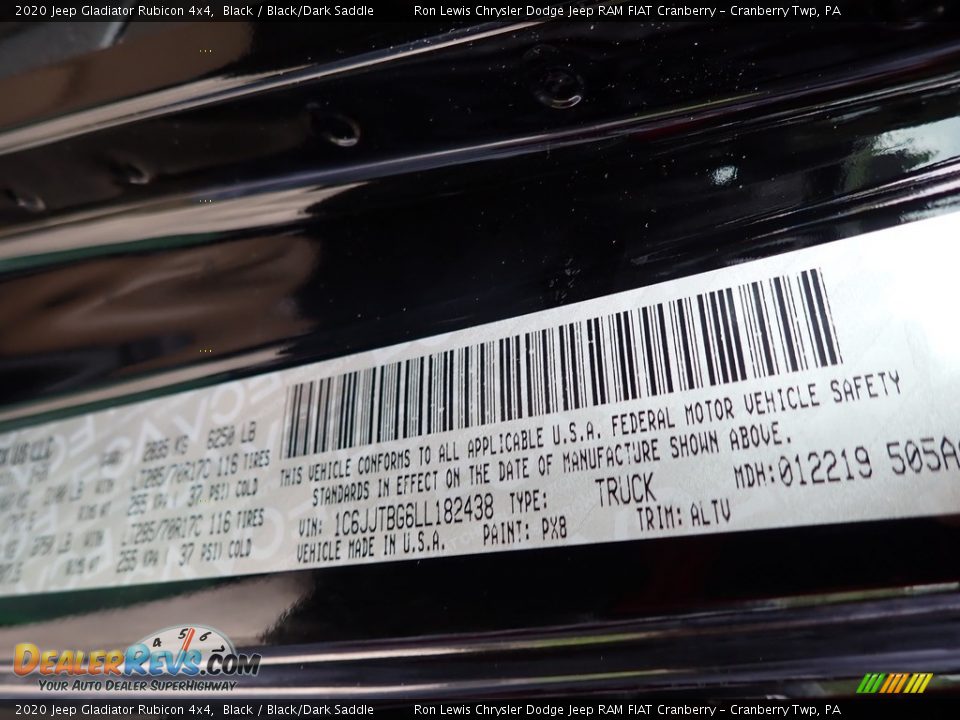 2020 Jeep Gladiator Rubicon 4x4, Black / Black/Dark Saddle Ron Lewis Chrysler Dodge Jeep RAM FIAT Cranberry - Cranberry Twp, PA
2835 KG 6250 LB
LT285/70R17C 116 TIRES
255 KPA ( 37 PSI) COLD
LT285/70R17C 116 TIRES
255 KPA ( 37 PSI) COLD
THIS VEHICLE CONFORMS TO ALL APPLICABLE U.S.A. FEDERAL MOTOR VEHICLE SAFETY
STANDARDS IN EFFECT ON THE DATE OF MANUFACTURE SHOWN ABOVE.
VIN: 1C6JJTBG6LL182438 TYPE: TRUCK MDH: 012219 505A
VEHICLE MADE IN U.S.A. PAINT: PX8 TRIM: ALTV
4 5 6
DEALERREVS.COM
YOUR AUTO DEALER SUPERHIGHWAY
2020 Jeep Gladiator Rubicon 4x4, Black / Black/Dark Saddle Ron Lewis Chrysler Dodge Jeep RAM FIAT Cranberry - Cranberry Twp, PA